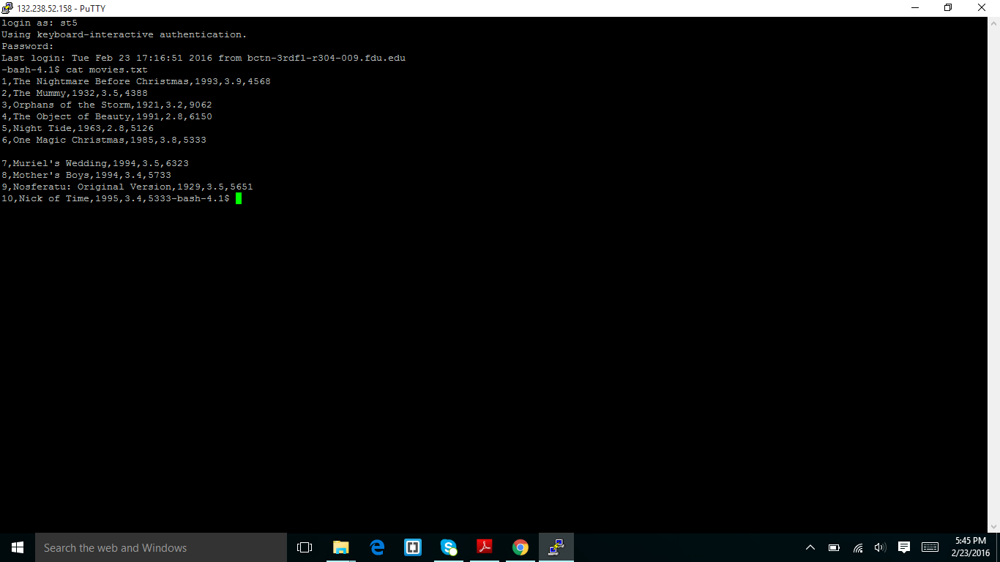 132.238.52.158 - PuTTY
login as: st5
Using keyboard-interactive authentication.
Password:
Last login: Tue Feb 23 17:16:51 2016 from bctn-3rdfl-r304-009.fdu.edu
-bash-4.1$ cat movies.txt
1,The Nightmare Before Christmas,1993,3.9,4568
2,The Mummy,1932,3.5,4388
3,Orphans of the Storm,1921,3.2,9062
4,The Object of Beauty,1991,2.8,6150
5,Night Tide,1963,2.8,5126
6,One Magic Christmas,1985,3.8,5333
7,Muriel's Wedding,1994,3.5,6323
8,Mother's Boys,1994,3.4,5733
9,Nosferatu: Original Version,1929,3.5,5651
10,Nick of Time,1995,3.4,5333-bash-4.1$
Search the web and Windows
5:45 PM
2/23/2016